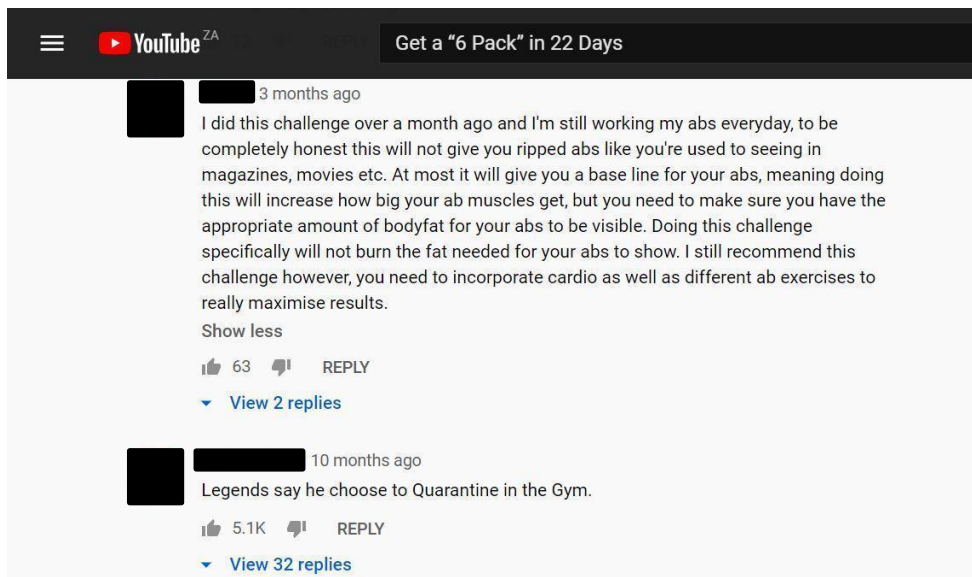 YouTube ZA
Get a “6 Pack” in 22 Days
3 months ago
I did this challenge over a month ago and I'm still working my abs everyday, to be
completely honest this will not give you ripped abs like you're used to seeing in
magazines, movies etc. At most it will give you a base line for your abs, meaning doing
this will increase how big your ab muscles get, but you need to make sure you have the
appropriate amount of bodyfat for your abs to be visible. Doing this challenge
specifically will not burn the fat needed for your abs to show. I still recommend this
challenge however, you need to incorporate cardio as well as different ab exercises to
really maximise results.
Show less
63 REPLY
View 2 replies
10 months ago
Legends say he choose to Quarantine in the Gym.
5.1K REPLY
View 32 replies